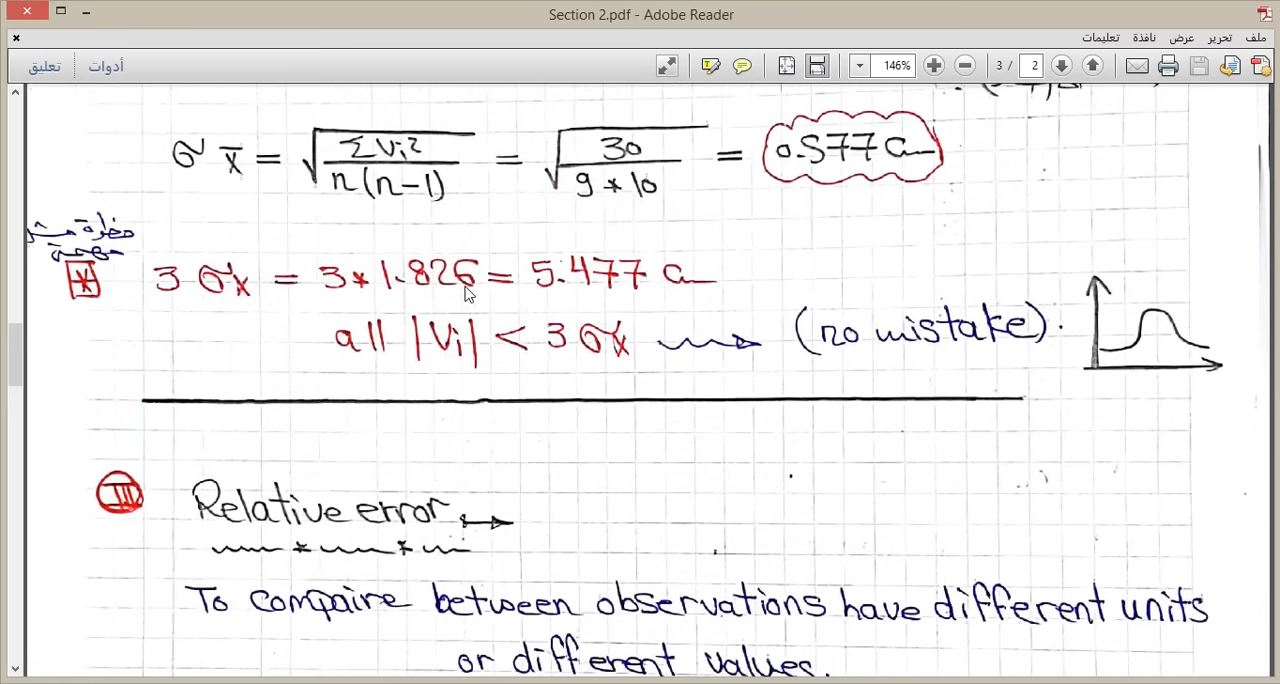 Section 2.pdf - Adobe Reader
ملف تحرير عرض نافذة تعليمات
تعليق أدوات 146% 3 / 2
σ x̄ = √(ΣVi² / n(n-1)) = √(30 / 9 * 10) = 0.577 cm
خطوة
مهمة
* 3 σx = 3 * 1.826 = 5.477 cm
all |Vi| < 3 σx (no mistake).
III Relative error
To compaire between observations have different units
or different values.